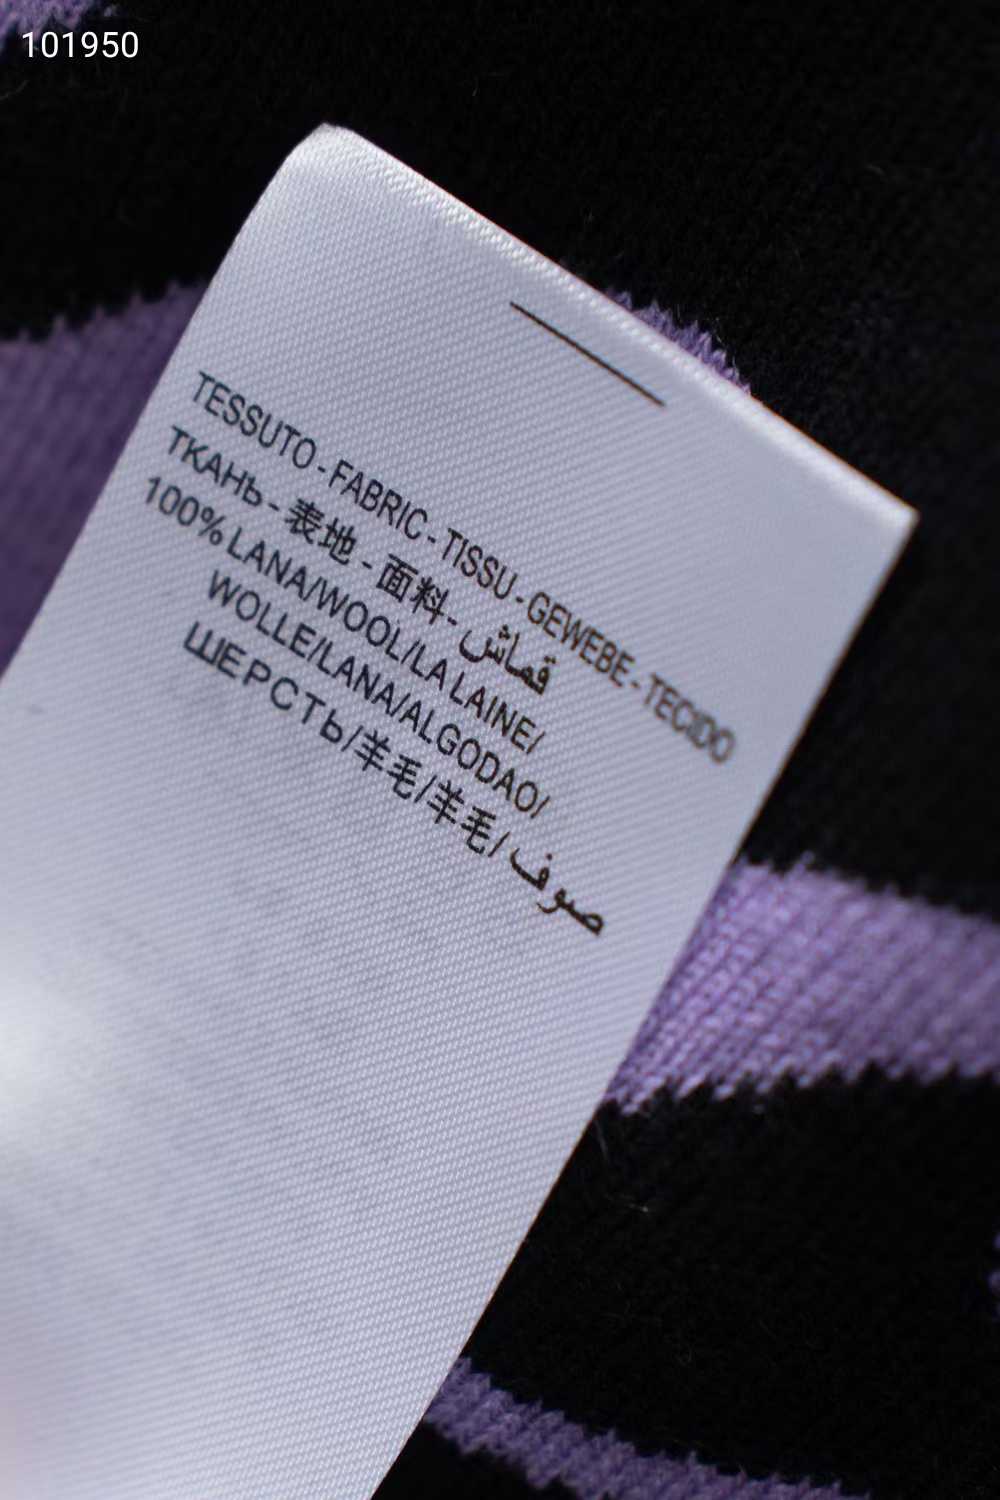 101950
TESSUTO - FABRIC - TISSU - GEWEBE - TECIDO
ТКАНЬ - 表地 - 面料 - قماش
100% LANA/WOOL/LA LAINE/
WOLLE/LANA/ALGODAO/
ШЕРСТЬ/羊毛/羊毛/ صوف